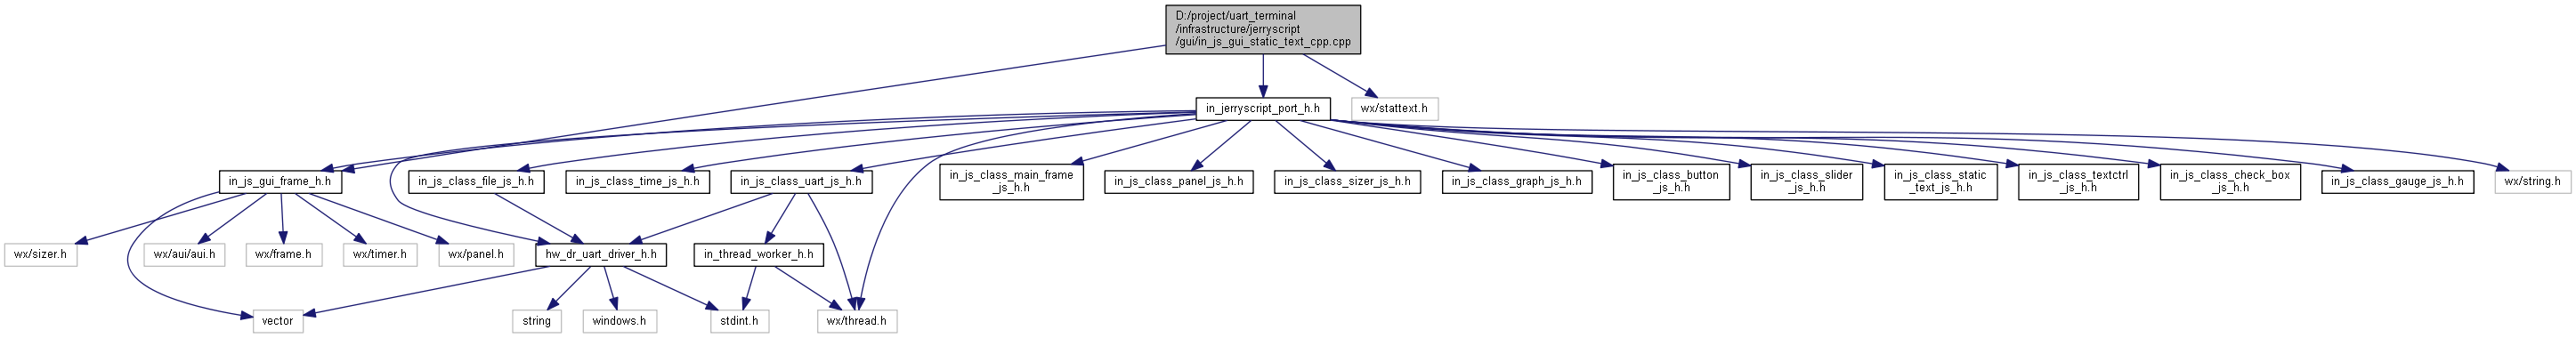 D:/project/uart_terminal
/infrastructure/jerryscript
/gui/in_js_gui_static_text_cpp.cpp
in_jerryscript_port_h.h
wx/stattext.h
in_js_gui_frame_h.h
in_js_class_file_js_h.h
in_js_class_time_js_h.h
in_js_class_uart_js_h.h
in_js_class_main_frame
_js_h.h
in_js_class_panel_js_h.h
in_js_class_sizer_js_h.h
in_js_class_graph_js_h.h
in_js_class_button
_js_h.h
in_js_class_slider
_js_h.h
in_js_class_static
_text_js_h.h
in_js_class_textctrl
_js_h.h
in_js_class_check_box
_js_h.h
in_js_class_gauge_js_h.h
wx/string.h
wx/sizer.h
wx/aui/aui.h
wx/frame.h
wx/timer.h
wx/panel.h
hw_dr_uart_driver_h.h
in_thread_worker_h.h
vector
string
windows.h
stdint.h
wx/thread.h